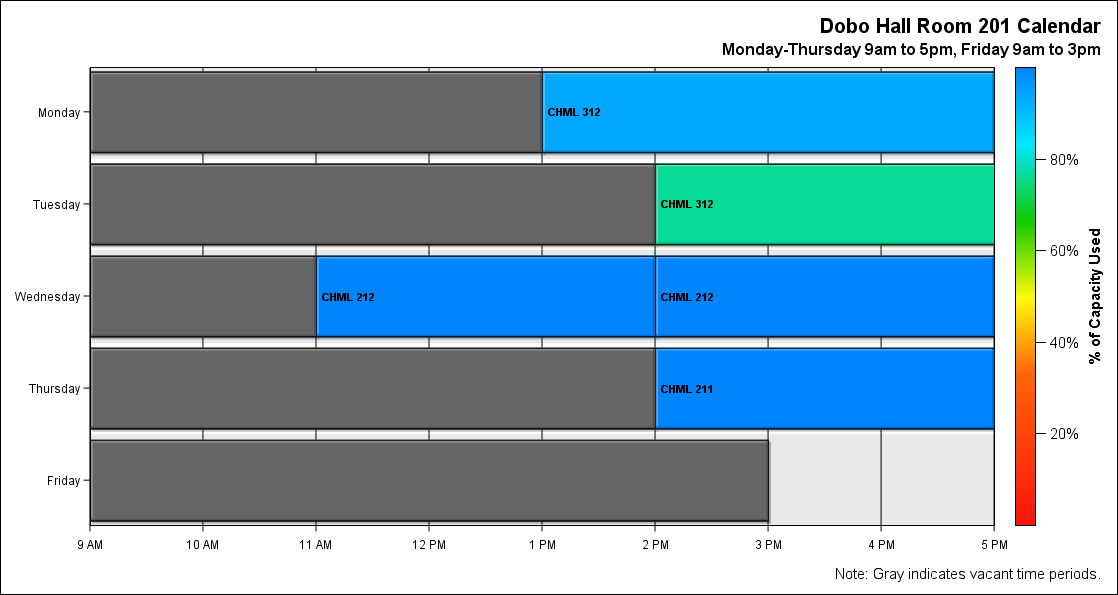 Dobo Hall Room 201 Calendar
Monday-Thursday 9am to 5pm, Friday 9am to 3pm
Monday
CHML 312
Tuesday
CHML 312
Wednesday
CHML 212
CHML 212
Thursday
CHML 211
Friday
9 AM
10 AM
11 AM
12 PM
1 PM
2 PM
3 PM
4 PM
5 PM
80%
60%
40%
20%
% of Capacity Used
Note: Gray indicates vacant time periods.